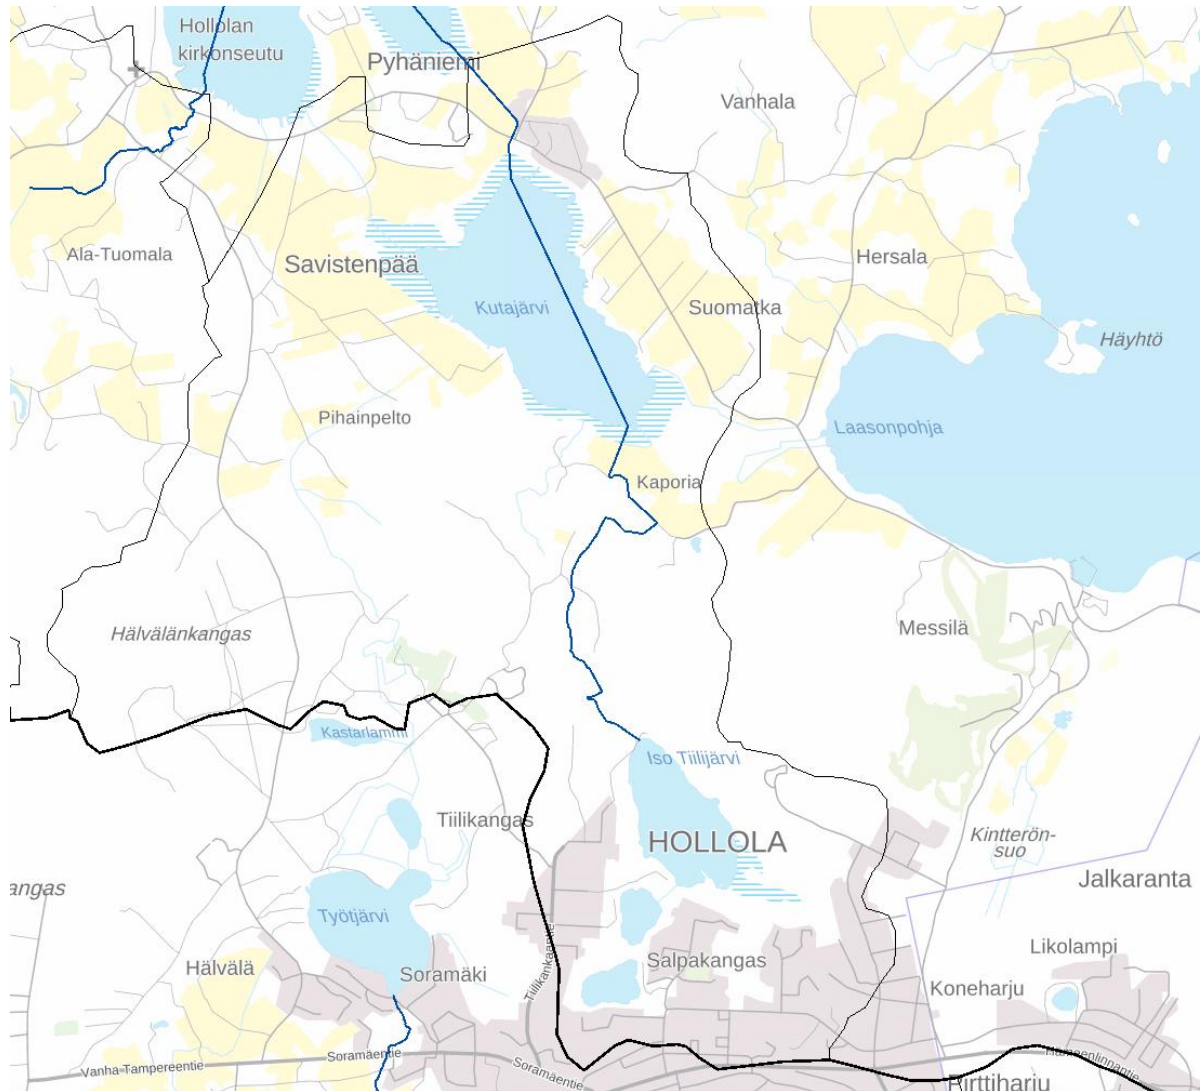 Hollolan
kirkonseutu
Pyhäniemi
Vanhala
Ala-Tuomala
Savistenpää
Hersala
Kutajärvi
Suomatka
Häyhtö
Pihainpelto
Laasonpohja
Kaporia
Hälvälänkangas
Messilä
Kastarlammi
Iso Tiilijärvi
Tiilikangas
HOLLOLA
Kintterön-
suo
angas
Jalkaranta
Työtjärvi
Tiilikankaantie
Likolampi
Hälvälä
Soramäki
Salpakangas
Koneharju
Vanha Tampereentie
Soramäentie
Soramäentie
Hämeenlinnantie
Pirttiharju